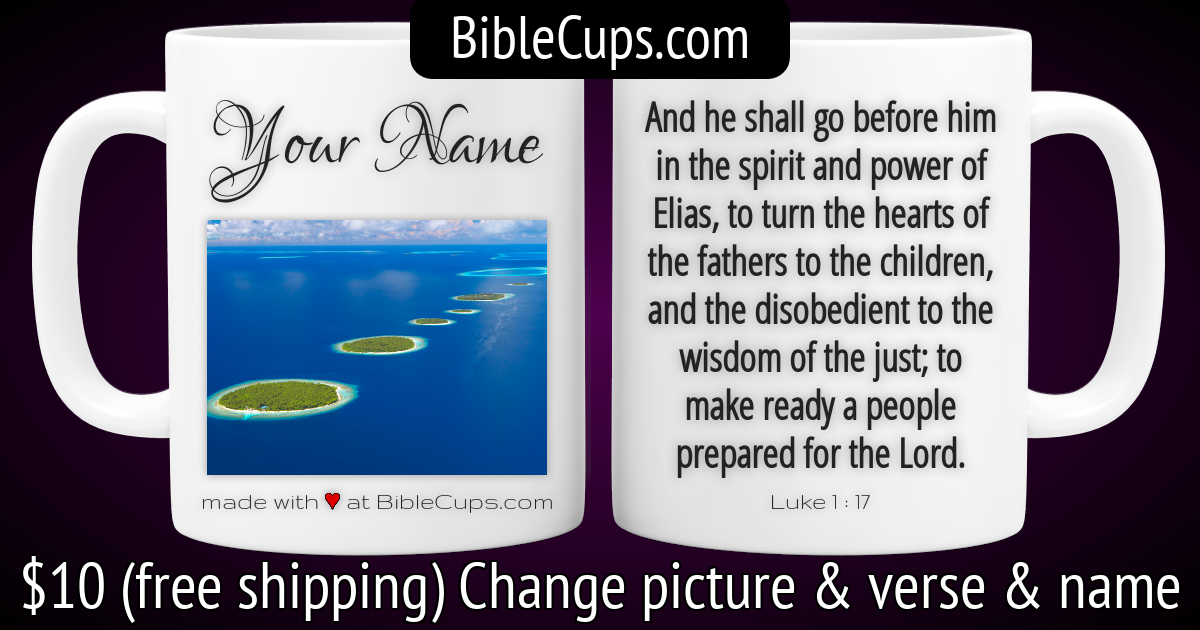 BibleCups.com
Your Name
made with ♥ at BibleCups.com
And he shall go before him
in the spirit and power of
Elias, to turn the hearts of
the fathers to the children,
and the disobedient to the
wisdom of the just; to
make ready a people
prepared for the Lord.
Luke 1 : 17
$10 (free shipping) Change picture & verse & name